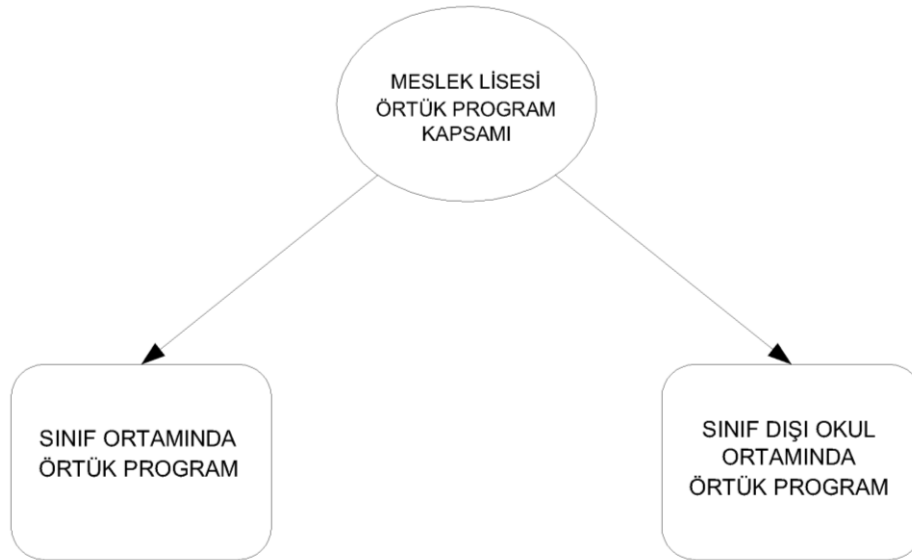 MESLEK LİSESİ
ÖRTÜK PROGRAM
KAPSAMI
SINIF ORTAMINDA
ÖRTÜK PROGRAM
SINIF DIŞI OKUL
ORTAMINDA
ÖRTÜK PROGRAM